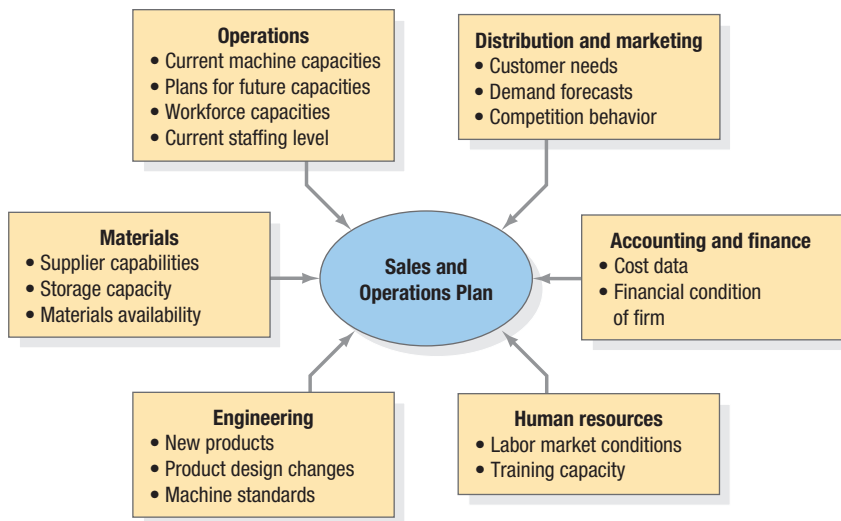 Operations
• Current machine capacities
• Plans for future capacities
• Workforce capacities
• Current staffing level
Distribution and marketing
• Customer needs
• Demand forecasts
• Competition behavior
Materials
• Supplier capabilities
• Storage capacity
• Materials availability
Sales and
Operations Plan
Accounting and finance
• Cost data
• Financial condition
of firm
Engineering
• New products
• Product design changes
• Machine standards
Human resources
• Labor market conditions
• Training capacity